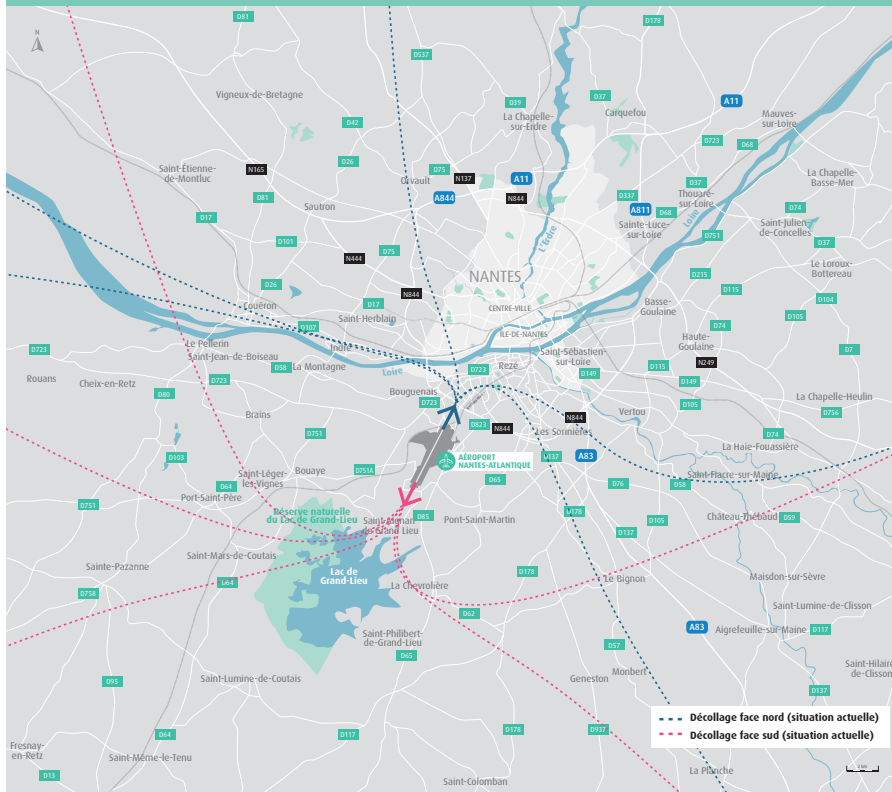 D81
D178
N
D537
Vigneux-de-Bretagne
D39
D37
A11
La Chapelle-
sur-Erdre
Carquefou
Mauves-
sur-Loire
D42
D723
D68
D26
Saint-Étienne-
de-Montluc
N165
D75
Orvault
N137
A11
D37
La Chapelle-
Basse-Mer
D81
A844
N844
D337
Thouaré-
sur-Loire
Sautron
A811
D68
D74
D17
Sainte-Luce-
sur-Loire
Loire
Saint-Julien
de-Concelles
D101
D75
L'Erdre
D751
D37
N444
Le Loroux-
Bottereau
NANTES
D215
D26
D115
N844
D104
Couëron
D17
CENTRE-VILLE
Basse-
Goulaine
D105
Saint-Herblain
D107
ÎLE-DE-NANTES
D74
Indre
Haute-
Goulaine
Le Pellerin
D723
Saint-Jean-de-Boiseau
Saint-Sébastien-
sur-Loire
D7
D58
La Montagne
Loire
D723
Rezé
D115
N249
Rouans
Cheix-en-Retz
D723
D149
D149
D80
Bouguenais
La Chapelle-Heulin
D723
D105
Brains
Vertou
D756
D823
N844
N844
D751
Les Sorinières
D74
La Haie-Fouassière
D103
D137
A83
AÉROPORT
NANTES-ATLANTIQUE
Saint-Léger-
les-Vignes
Bouaye
D751A
Saint-Fiacre-sur-Maine
D64
D65
D76
D58
Port-Saint-Père
D751
Réserve naturelle
du Lac de Grand-Lieu
D178
Saint-Aignan
de Grand Lieu
D85
Pont-Saint-Martin
D105
Château-Thébaud
D59
D137
Saint-Mars-de-Coutais
Sainte-Pazanne
Lac de
Grand-Lieu
D178
D64
La Chevrolière
Le Bignon
Maisdon-sur-Sèvre
D758
D62
Saint-Lumine-de-Clisson
A83
Aigrefeuille-sur-Maine
D117
Saint-Philibert-
de-Grand-Lieu
D57
D65
Saint-Hilaire
de-Clisson
Saint-Lumine-de-Coutais
Geneston
Monbert
D95
D137
Décollage face nord (situation actuelle)
Décollage face sud (situation actuelle)
D64
D117
D178
D937
Fresnay-
en-Retz
Saint-Même-le-Tenu
La Planche
D13
Saint-Colomban